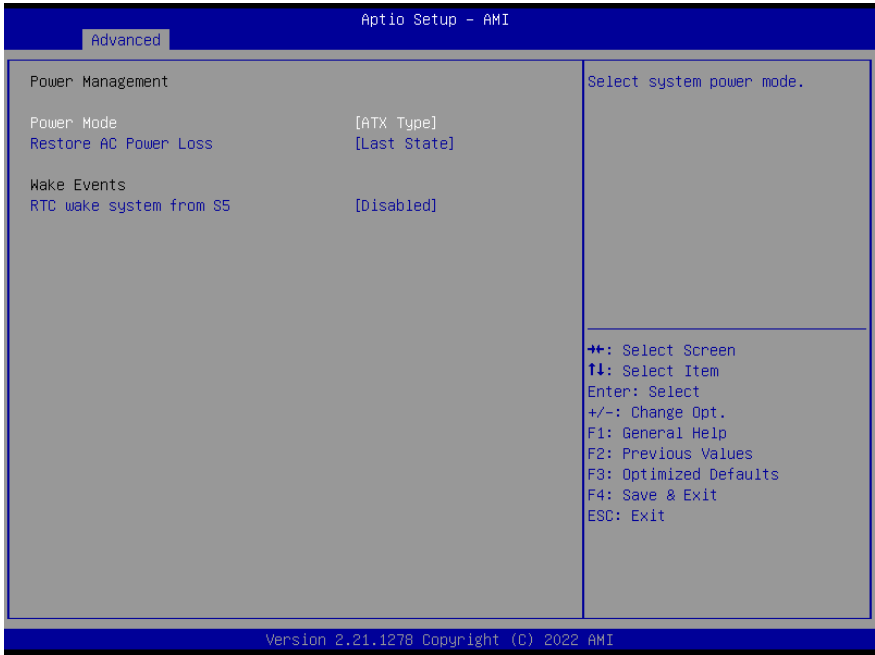 Aptio Setup – AMI
Advanced
Power Management
Power Mode [ATX Type]
Restore AC Power Loss [Last State]
Wake Events
RTC wake system from S5 [Disabled]
Select system power mode.
→←: Select Screen
↑↓: Select Item
Enter: Select
+/-: Change Opt.
F1: General Help
F2: Previous Values
F3: Optimized Defaults
F4: Save & Exit
ESC: Exit
Version 2.21.1278 Copyright (C) 2022 AMI